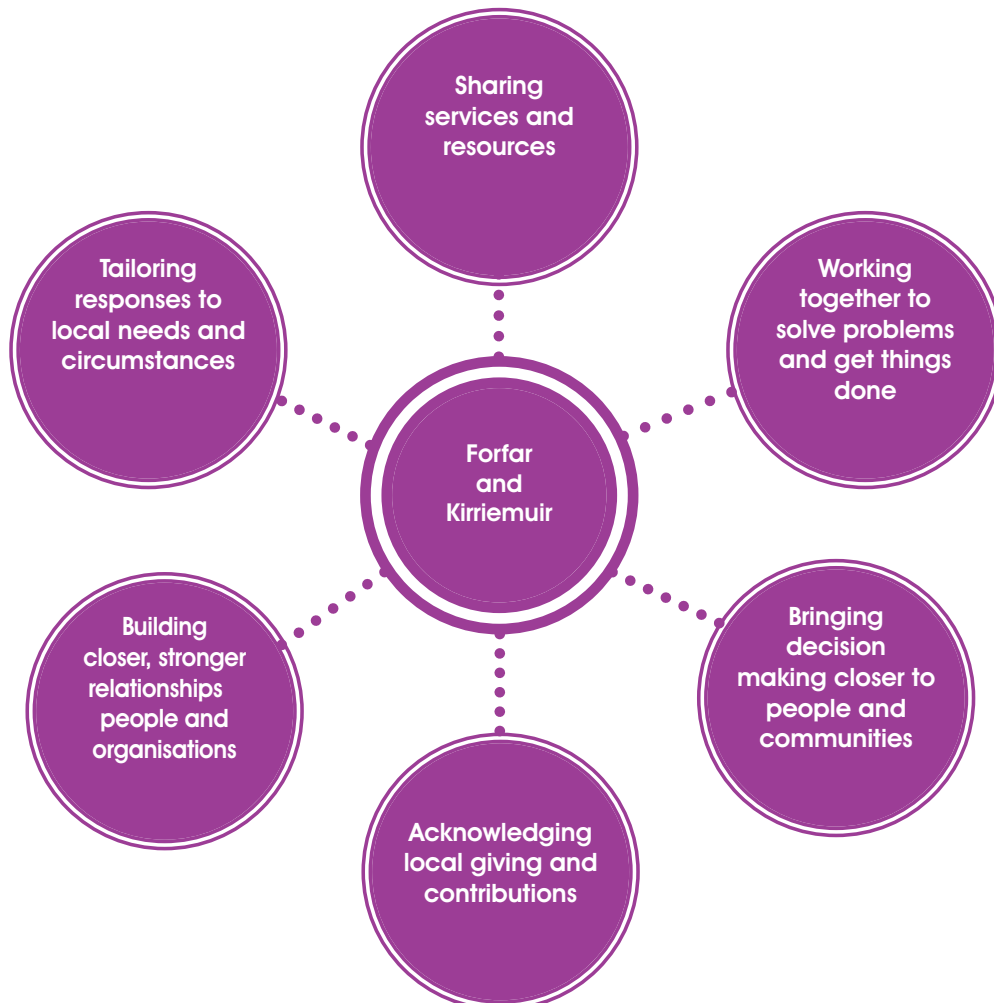 Sharing
services and
resources
Working
together to
solve problems
and get things
done
Bringing
decision
making closer to
people and
communities
Acknowledging
local giving and
contributions
Building
closer, stronger
relationships
people and
organisations
Tailoring
responses to
local needs and
circumstances
Forfar
and
Kirriemuir